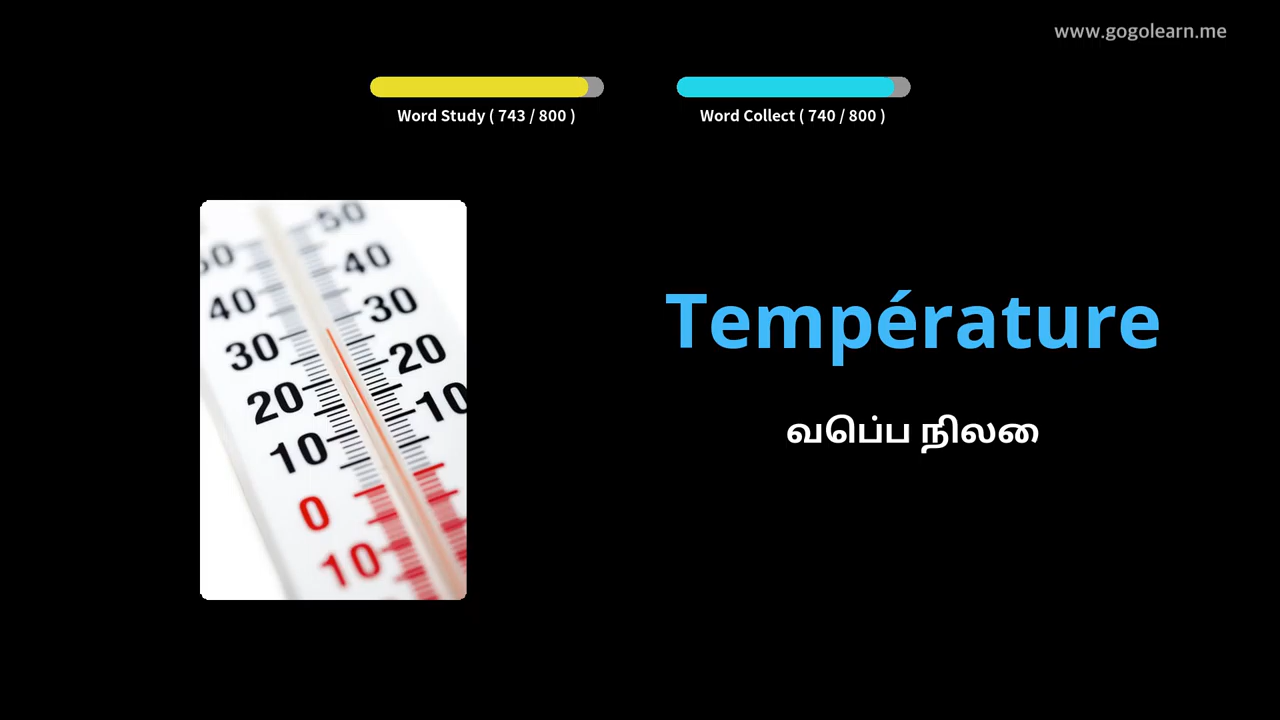 www.gogolearn.me
Word Study ( 743 / 800 )
Word Collect ( 740 / 800 )
50
50
40
40
30
30
20
20
10
10
0
10
Température
வெப்ப நிலை